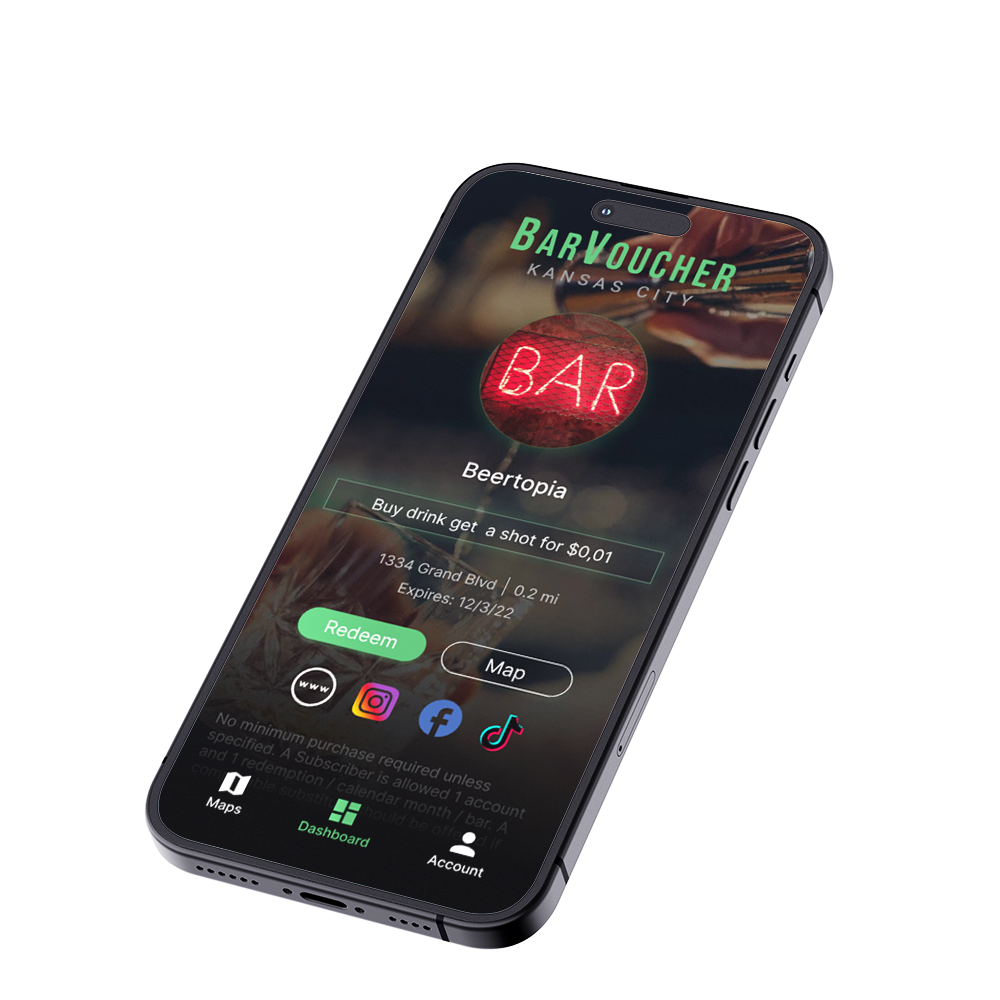 BARVOUCHER
KANSAS CITY
BAR
Beertopia
Buy drink get a shot for $0,01
1334 Grand Blvd | 0.2 mi
Expires: 12/3/22
Redeem
Map
www
No minimum purchase required unless
specified. A Subscriber is allowed 1 account
and 1 redemption / calendar month / bar. A
should be
Maps
Dashboard
Account